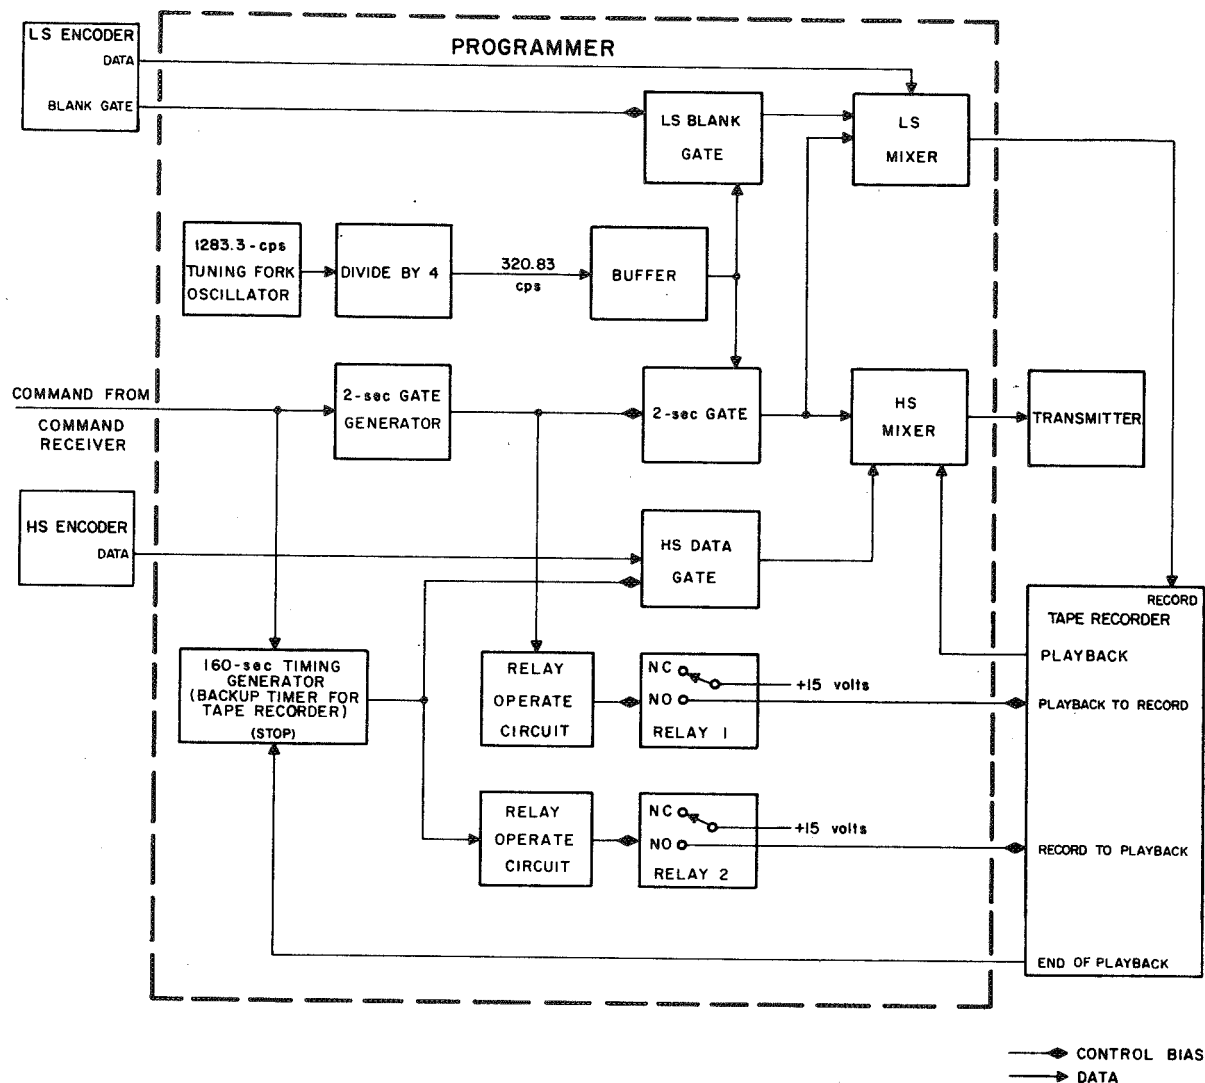 LS ENCODER
DATA
BLANK GATE
PROGRAMMER
LS BLANK
GATE
LS
MIXER
1283.3-cps
TUNING FORK
OSCILLATOR
DIVIDE BY 4
320.83
cps
BUFFER
COMMAND FROM
COMMAND
RECEIVER
2-sec GATE
GENERATOR
2-sec GATE
HS
MIXER
TRANSMITTER
HS ENCODER
DATA
HS DATA
GATE
160-sec TIMING
GENERATOR
(BACKUP TIMER FOR
TAPE RECORDER)
(STOP)
RELAY
OPERATE
CIRCUIT
NC
+15 volts
NO
RELAY 1
RELAY
OPERATE
CIRCUIT
NC
+15 volts
NO
RELAY 2
RECORD
TAPE RECORDER
PLAYBACK
PLAYBACK TO RECORD
RECORD TO PLAYBACK
END OF PLAYBACK
CONTROL BIAS
DATA